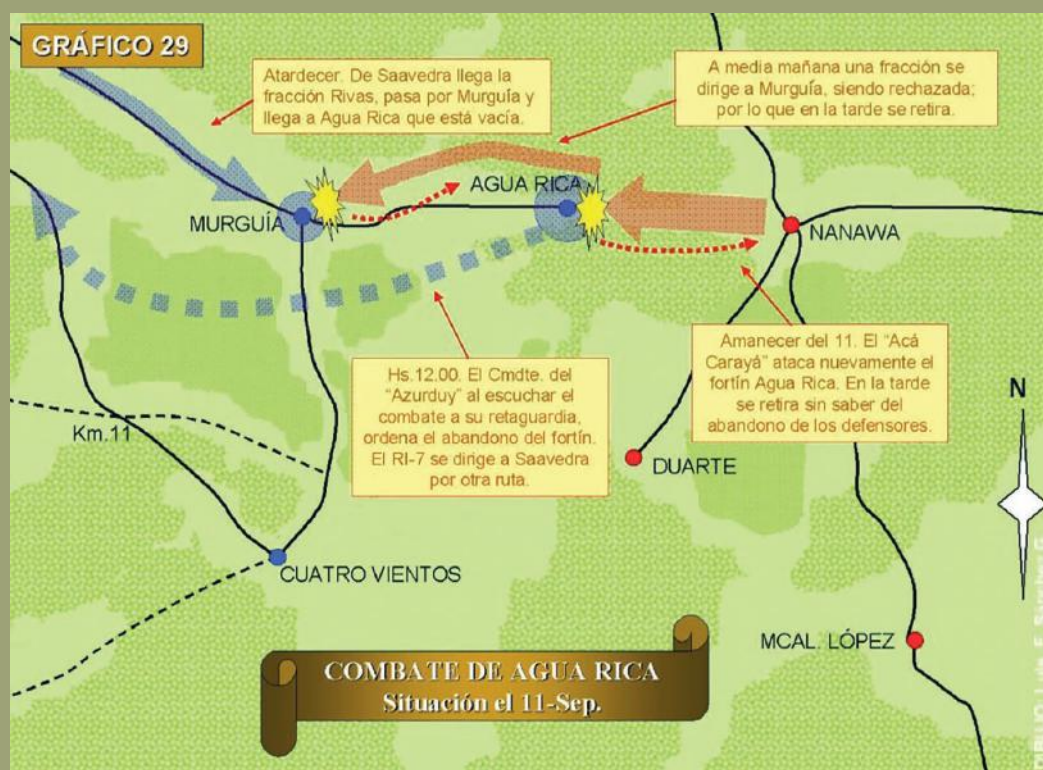 GRÁFICO 29
Atardecer. De Saavedra llega la
fracción Rivas, pasa por Murguía y
llega a Agua Rica que está vacía.
A media mañana una fracción se
dirige a Murguía, siendo rechazada;
por lo que en la tarde se retira.
AGUA RICA
MURGUÍA
NANAWA
Hs.12.00. El Cmdte. del
"Azurduy" al escuchar el
combate a su retaguardia,
ordena el abandono del fortín.
El RI-7 se dirige a Saavedra
por otra ruta.
Amanecer del 11. El "Acá
Carayá" ataca nuevamente el
fortín Agua Rica. En la tarde
se retira sin saber del
abandono de los defensores.
N
Km.11
DUARTE
CUATRO VIENTOS
MCAL. LÓPEZ
COMBATE DE AGUA RICA
Situación el 11-Sep.